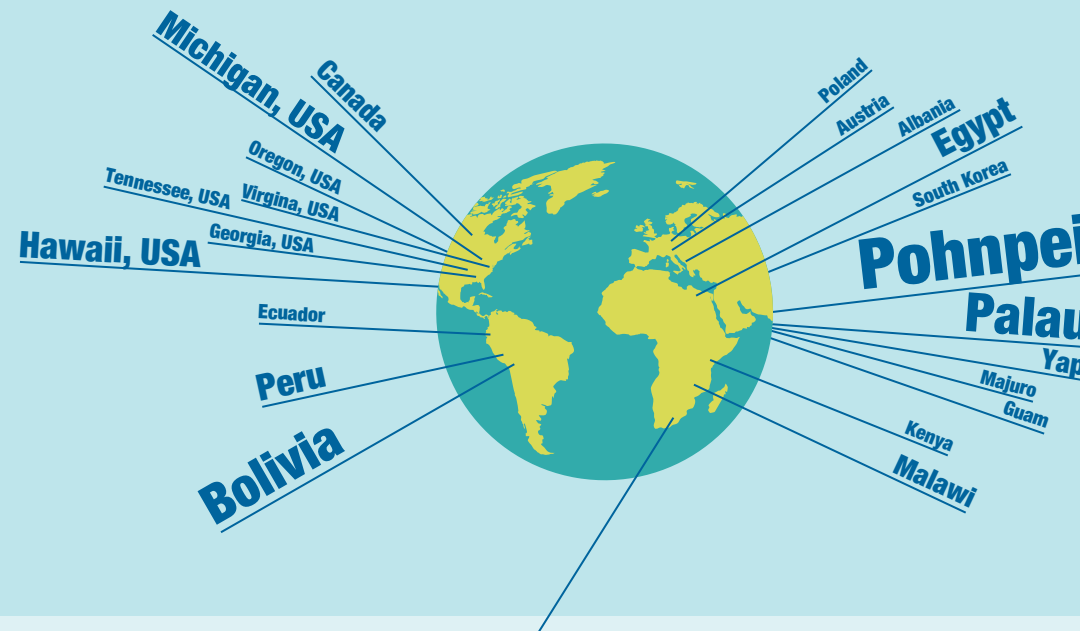 Michigan, USA
Canada
Oregon, USA
Tennessee, USA
Virgina, USA
Georgia, USA
Hawaii, USA
Ecuador
Peru
Bolivia
Poland
Austria
Albania
Egypt
South Korea
Pohnpei
Palau
Yap
Majuro
Guam
Kenya
Malawi